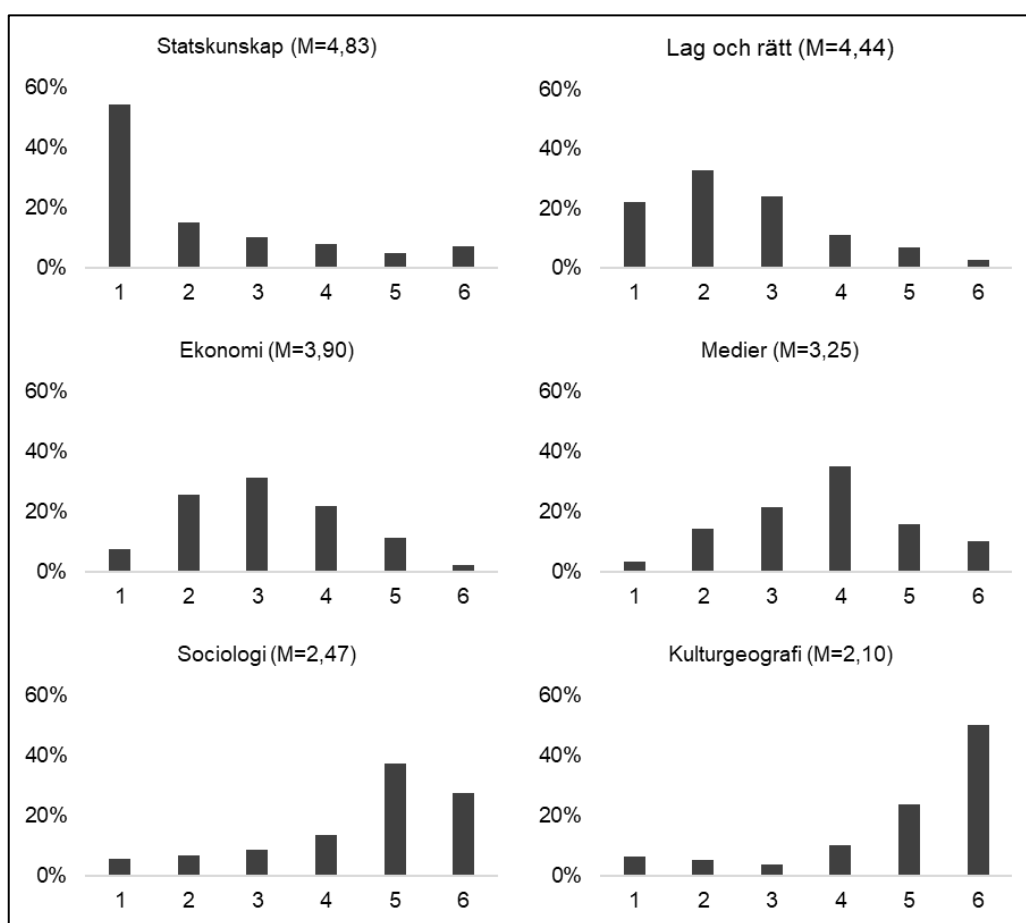 Statskunskap (M=4,83)
60%
40%
20%
0%
1 2 3 4 5 6
Lag och rätt (M=4,44)
60%
40%
20%
0%
1 2 3 4 5 6
Ekonomi (M=3,90)
60%
40%
20%
0%
1 2 3 4 5 6
Medier (M=3,25)
60%
40%
20%
0%
1 2 3 4 5 6
Sociologi (M=2,47)
60%
40%
20%
0%
1 2 3 4 5 6
Kulturgeografi (M=2,10)
60%
40%
20%
0%
1 2 3 4 5 6